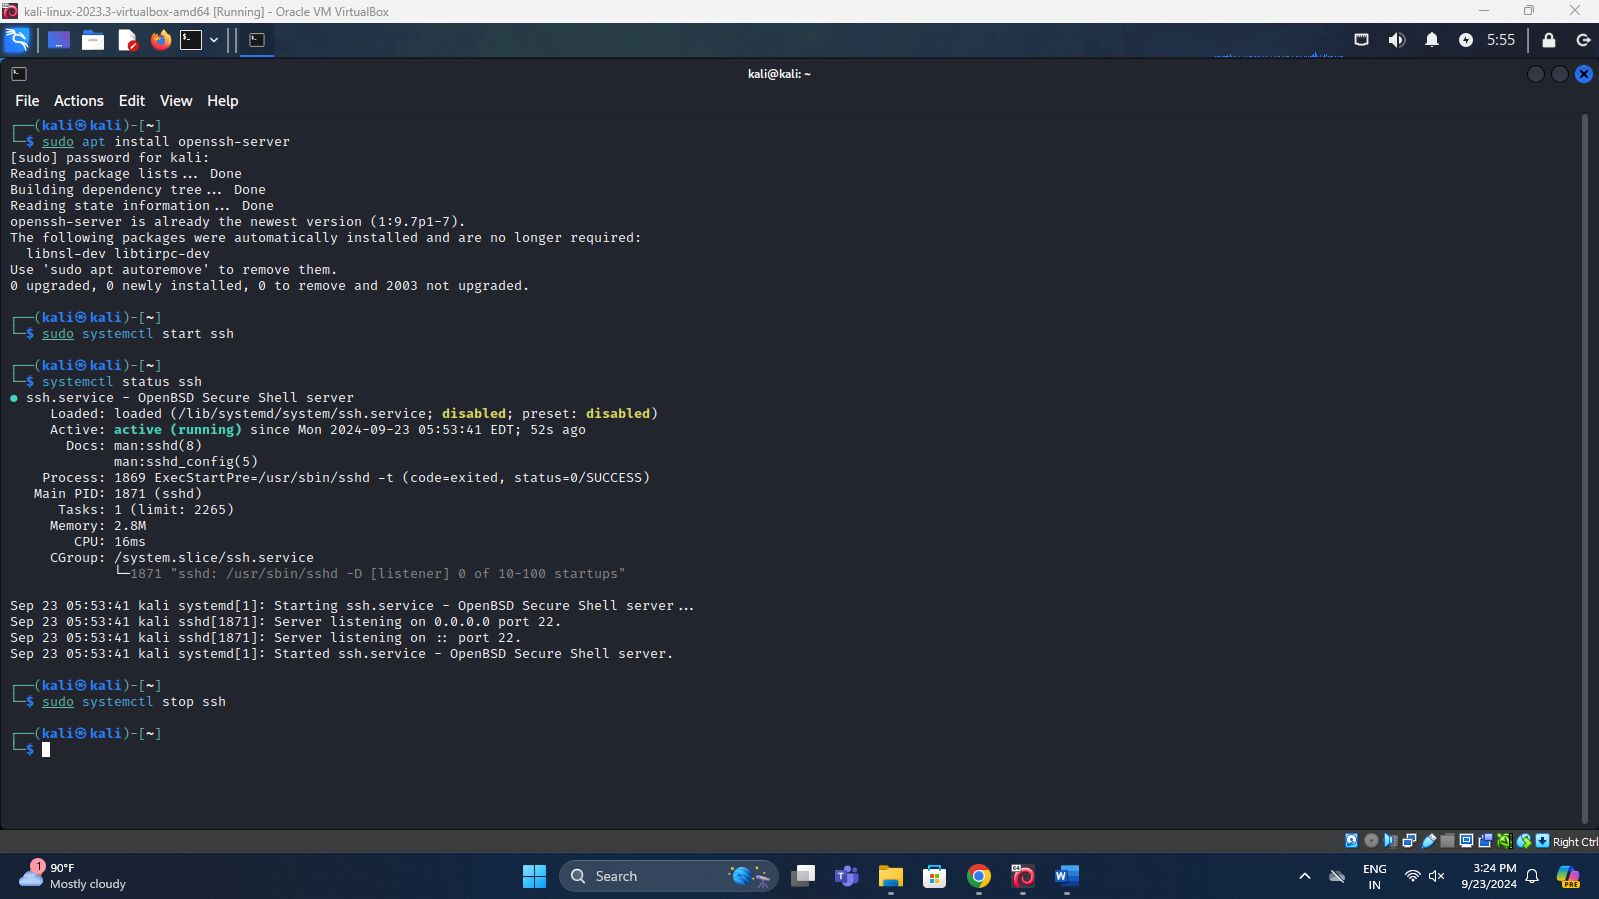 kali-linux-2023.3-virtualbox-amd64 [Running] - Oracle VM VirtualBox
5:55
kali@kali: ~
File Actions Edit View Help
┌──(kali㉿kali)-[~]
└─$ sudo apt install openssh-server
[sudo] password for kali:
Reading package lists... Done
Building dependency tree... Done
Reading state information... Done
openssh-server is already the newest version (1:9.7p1-7).
The following packages were automatically installed and are no longer required:
  libnsl-dev libtirpc-dev
Use 'sudo apt autoremove' to remove them.
0 upgraded, 0 newly installed, 0 to remove and 2003 not upgraded.
┌──(kali㉿kali)-[~]
└─$ sudo systemctl start ssh
┌──(kali㉿kali)-[~]
└─$ systemctl status ssh
● ssh.service - OpenBSD Secure Shell server
     Loaded: loaded (/lib/systemd/system/ssh.service; disabled; preset: disabled)
     Active: active (running) since Mon 2024-09-23 05:53:41 EDT; 52s ago
       Docs: man:sshd(8)
             man:sshd_config(5)
    Process: 1869 ExecStartPre=/usr/sbin/sshd -t (code=exited, status=0/SUCCESS)
   Main PID: 1871 (sshd)
      Tasks: 1 (limit: 2265)
     Memory: 2.8M
        CPU: 16ms
     CGroup: /system.slice/ssh.service
             └─1871 "sshd: /usr/sbin/sshd -D [listener] 0 of 10-100 startups"
Sep 23 05:53:41 kali systemd[1]: Starting ssh.service - OpenBSD Secure Shell server...
Sep 23 05:53:41 kali sshd[1871]: Server listening on 0.0.0.0 port 22.
Sep 23 05:53:41 kali sshd[1871]: Server listening on :: port 22.
Sep 23 05:53:41 kali systemd[1]: Started ssh.service - OpenBSD Secure Shell server.
┌──(kali㉿kali)-[~]
└─$ sudo systemctl stop ssh
┌──(kali㉿kali)-[~]
└─$
Right Ctrl
1
90°F
Mostly cloudy
Search
ENG
IN
3:24 PM
9/23/2024
PRE